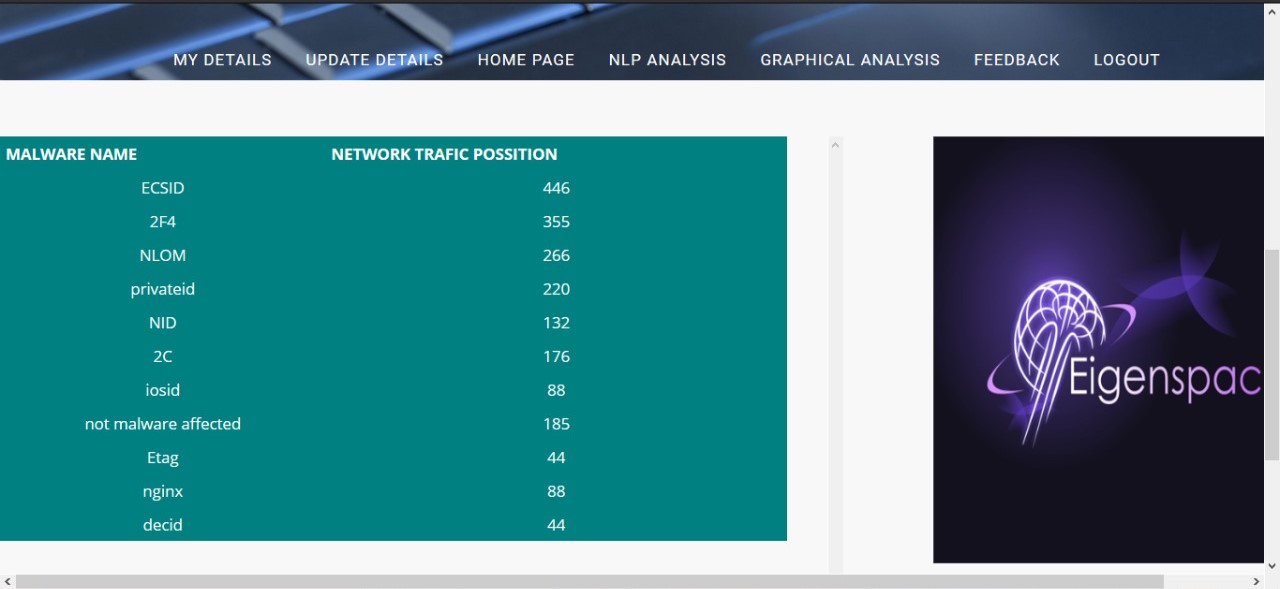 MY DETAILS UPDATE DETAILS HOME PAGE NLP ANALYSIS GRAPHICAL ANALYSIS FEEDBACK LOGOUT
MALWARE NAME NETWORK TRAFIC POSSITION
ECSID 446
2F4 355
NLOM 266
privateid 220
NID 132
2C 176
iosid 88
not malware affected 185
Etag 44
nginx 88
decid 44
Eigenspac